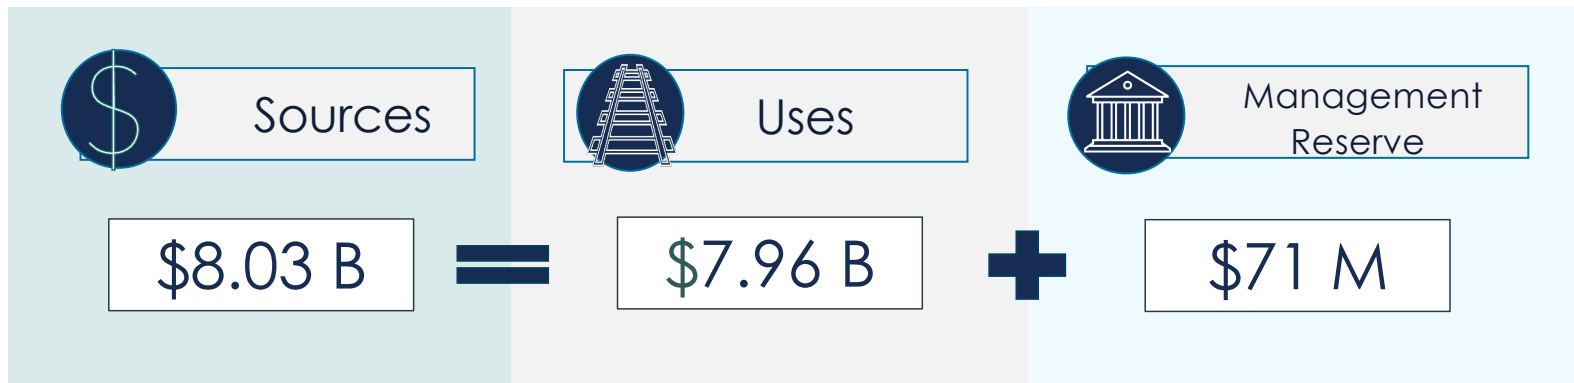 Sources
$8.03 B
=
Uses
$7.96 B
+
Management
Reserve
$71 M